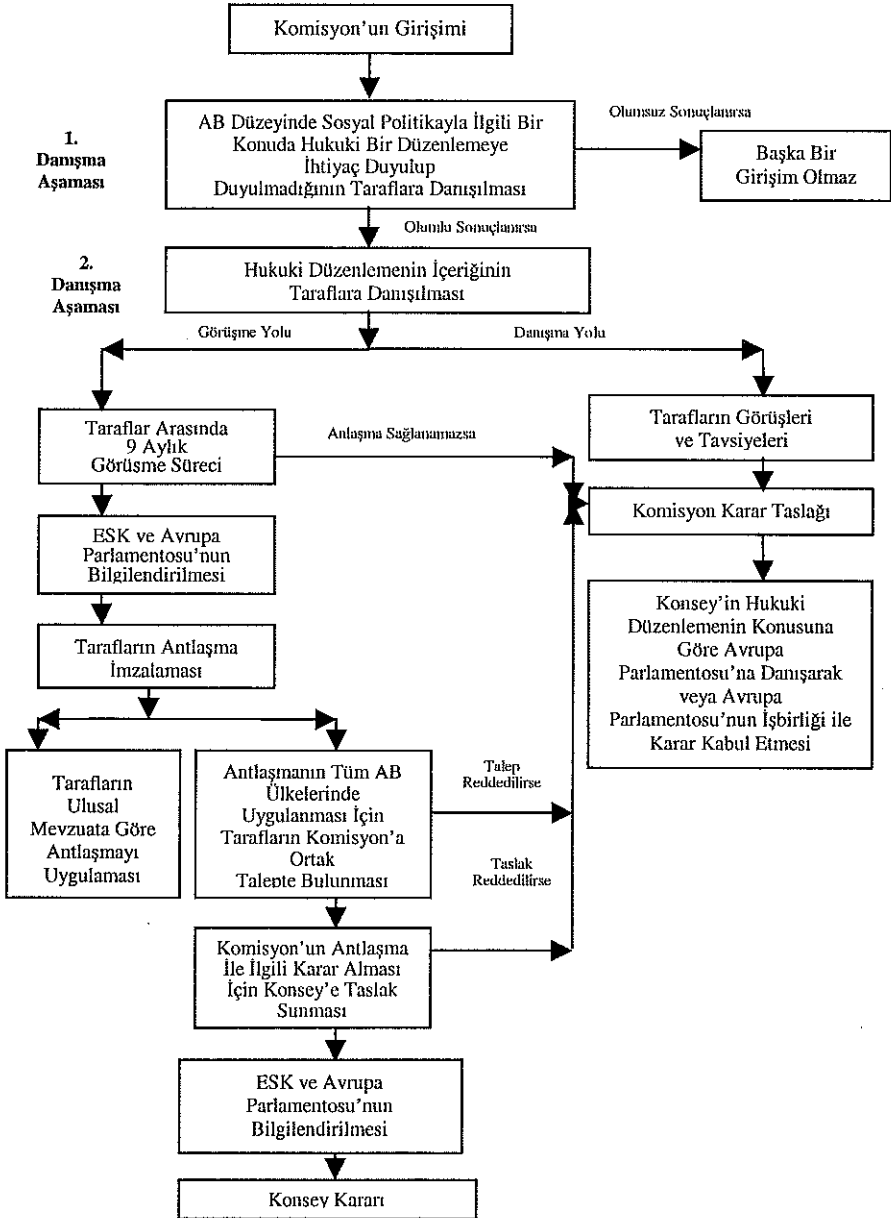 Komisyon'un Girişimi
1.
Danışma
Aşaması
AB Düzeyinde Sosyal Politikayla İlgili Bir
Konuda Hukuki Bir Düzenlemeye
İhtiyaç Duyulup
Duyulmadığının Taraflara Danışılması
Olumsuz Sonuçlanırsa
Başka Bir
Girişim Olmaz
Olumlu Sonuçlanırsa
2.
Danışma
Aşaması
Hukuki Düzenlemenin İçeriğinin
Taraflara Danışılması
Görüşme Yolu
Danışma Yolu
Taraflar Arasında
9 Aylık
Görüşme Süreci
Anlaşma Sağlanamazsa
Tarafların Görüşleri
ve Tavsiyeleri
Komisyon Karar Taslağı
ESK ve Avrupa
Parlamentosu'nun
Bilgilendirilmesi
Konsey'in Hukuki
Düzenlemenin Konusuna
Göre Avrupa
Parlamentosu'na Danışarak
veya Avrupa
Parlamentosu'nun İşbirliği ile
Karar Kabul Etmesi
Tarafların Antlaşma
İmzalaması
Tarafların
Ulusal
Mevzuata Göre
Antlaşmayı
Uygulaması
Antlaşmanın Tüm AB
Ülkelerinde
Uygulanması İçin
Tarafların Komisyon'a
Ortak
Talepte Bulunması
Talep
Reddedilirse
Taslak
Reddedilirse
Komisyon'un Antlaşma
İle İlgili Karar Alması
İçin Konsey'e Taslak
Sunması
ESK ve Avrupa
Parlamentosu'nun
Bilgilendirilmesi
Konsey Kararı